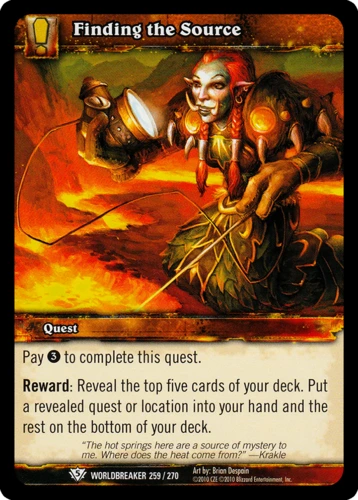 Finding the Source
Quest
Pay 3 to complete this quest.
Reward: Reveal the top five cards of your deck. Put
a revealed quest or location into your hand and the
rest on the bottom of your deck.
"The hot springs here are a source of mystery to
me. Where does the heat come from?" —Krakle
WORLDBREAKER 259 / 270
Art by: Brian Despain
©2010 CZE ©2010 Blizzard Entertainment, Inc.